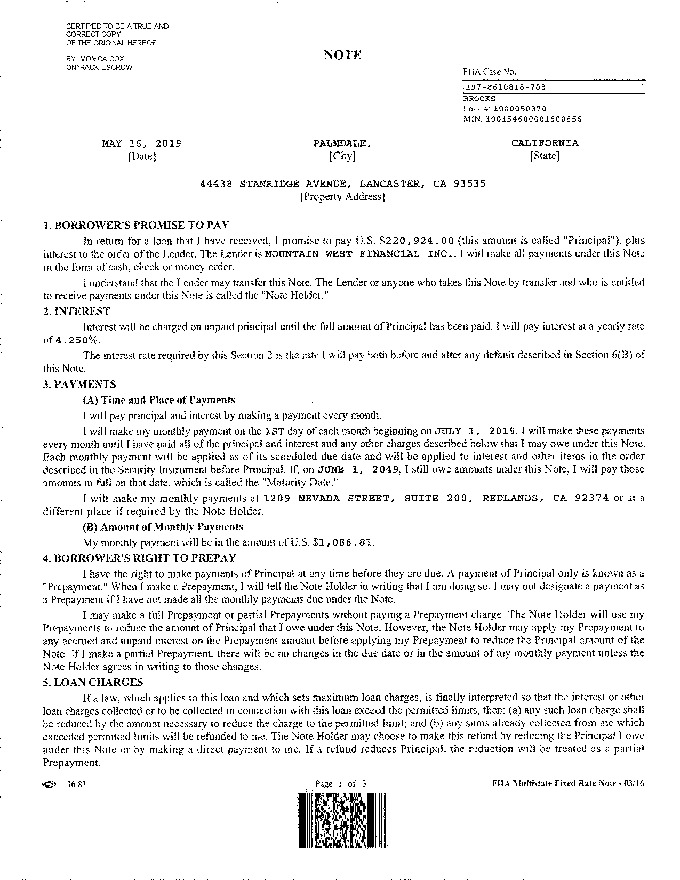 CERTIFIED TO BE A TRUE AND
CORRECT COPY
OF THE ORIGINAL HEREOF
BY MONICA COX
ON TRACK ESCROW
NOTE
FHA Case No.
BROOKS
MAY 16, 2019 PALMDALE, CALIFORNIA
[Date] [City] [State]
44438 STANRIDGE AVENUE, LANCASTER, CA 93535
[Property Address]
1. BORROWER'S PROMISE TO PAY
In return for a loan that I have received, I promise to pay U.S. $220,924.00 (this amount is called "Principal"), plus
interest to the order of the Lender. The Lender is MOUNTAIN WEST FINANCIAL INC.. I will make all payments under this Note
in the form of cash, check or money order.
I understand that the Lender may transfer this Note. The Lender or anyone who takes this Note by transfer and who is entitled
to receive payments under this Note is called the "Note Holder."
2. INTEREST
Interest will be charged on unpaid principal until the full amount of Principal has been paid. I will pay interest at a yearly rate
of 4.250%.
The interest rate required by this Section 2 is the rate I will pay both before and after any default described in Section 6(B) of
this Note.
3. PAYMENTS
(A) Time and Place of Payments
I will pay principal and interest by making a payment every month.
I will make my monthly payment on the 1ST day of each month beginning on JULY 1, 2019. I will make these payments
every month until I have paid all of the principal and interest and any other charges described below that I may owe under this Note.
Each monthly payment will be applied as of its scheduled due date and will be applied to interest and other items in the order
described in the Security Instrument before Principal. If, on JUNE 1, 2049, I still owe amounts under this Note, I will pay those
amounts in full on that date, which is called the "Maturity Date."
I will make my monthly payments at 1209 NEVADA STREET, SUITE 200, REDLANDS, CA 92374 or at a
different place if required by the Note Holder.
(B) Amount of Monthly Payments
My monthly payment will be in the amount of U.S. $1,086.81.
4. BORROWER'S RIGHT TO PREPAY
I have the right to make payments of Principal at any time before they are due. A payment of Principal only is known as a
"Prepayment." When I make a Prepayment, I will tell the Note Holder in writing that I am doing so. I may not designate a payment as
a Prepayment if I have not made all the monthly payments due under the Note.
I may make a full Prepayment or partial Prepayments without paying a Prepayment charge. The Note Holder will use my
Prepayments to reduce the amount of Principal that I owe under this Note. However, the Note Holder may apply my Prepayment to
any accrued and unpaid interest on the Prepayment amount before applying my Prepayment to reduce the Principal amount of the
Note. If I make a partial Prepayment, there will be no changes in the due date or in the amount of my monthly payment unless the
Note Holder agrees in writing to those changes.
5. LOAN CHARGES
If a law, which applies to this loan and which sets maximum loan charges, is finally interpreted so that the interest or other
loan charges collected or to be collected in connection with this loan exceed the permitted limits, then: (a) any such loan charge shall
be reduced by the amount necessary to reduce the charge to the permitted limit; and (b) any sums already collected from me which
exceeded permitted limits will be refunded to me. The Note Holder may choose to make this refund by reducing the Principal I owe
under this Note or by making a direct payment to me. If a refund reduces Principal, the reduction will be treated as a partial
Prepayment.
Page 1 of 3 FHA Multistate Fixed Rate Note - 03/16